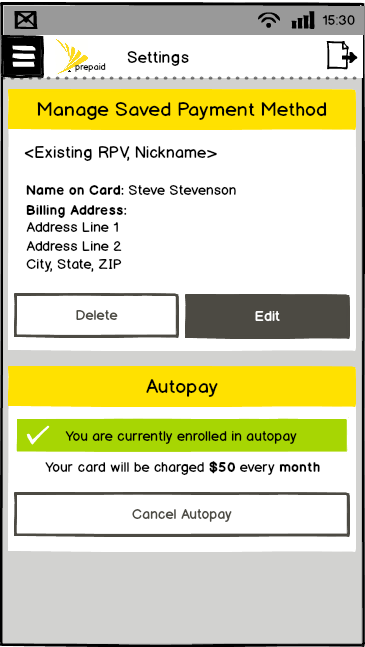 15:30
prepaid
Settings
Manage Saved Payment Method
<Existing RPV, Nickname>
Name on Card: Steve Stevenson
Billing Address:
Address Line 1
Address Line 2
City, State, ZIP
Delete
Edit
Autopay
You are currently enrolled in autopay
Your card will be charged $50 every month
Cancel Autopay